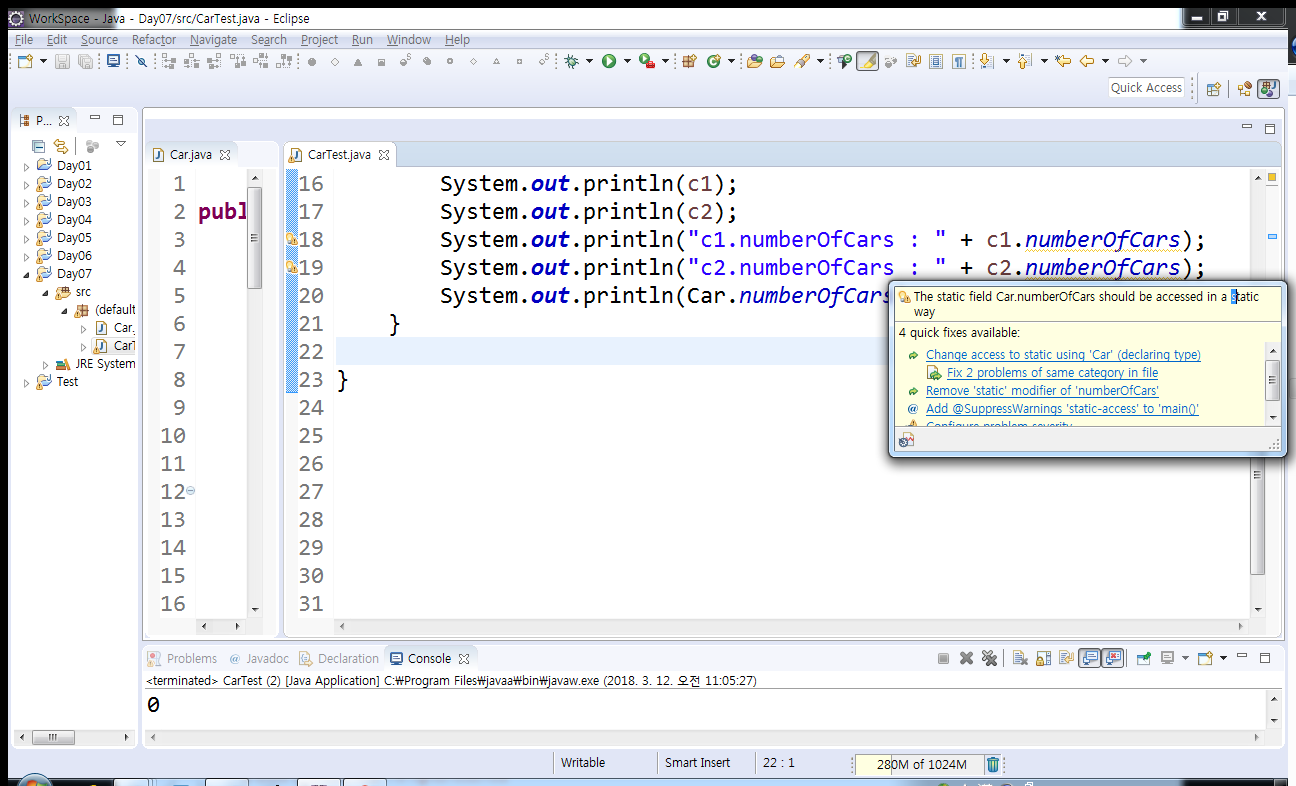 WorkSpace - Java - Day07/src/CarTest.java - Eclipse
File Edit Source Refactor Navigate Search Project Run Window Help
Quick Access
P...
Day01
Day02
Day03
Day04
Day05
Day06
Day07
src
(default
Car.
CarT
JRE System
Test
Car.java
1
2 publ
3
4
5
6
7
8
9
10
11
12
13
14
15
16
CarTest.java
16 System.out.println(c1);
17 System.out.println(c2);
18 System.out.println("c1.numberOfCars : " + c1.numberOfCars);
19 System.out.println("c2.numberOfCars : " + c2.numberOfCars);
20 System.out.println(Car.numberOfCars
21 }
22
23 }
24
25
26
27
28
29
30
31
The static field Car.numberOfCars should be accessed in a static
way
4 quick fixes available:
Change access to static using 'Car' (declaring type)
Fix 2 problems of same category in file
Remove 'static' modifier of 'numberOfCars'
Add @SuppressWarnings 'static-access' to 'main()'
Configure problem severity
Problems Javadoc Declaration Console
<terminated> CarTest (2) [Java Application] C:₩Program Files₩javaa₩bin₩javaw.exe (2018. 3. 12. 오전 11:05:27)
0
Writable Smart Insert 22 : 1 280M of 1024M